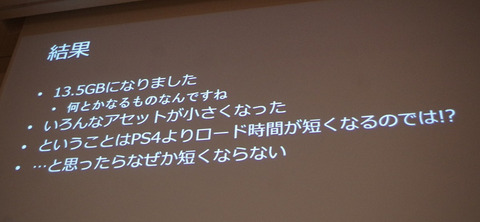 結果
• 13.5GBになりました
• 何とかなるものなんですね
• いろんなアセットが小さくなった
• ということはPS4よりロード時間が短くなるのでは!?
• …と思ったらなぜか短くならない